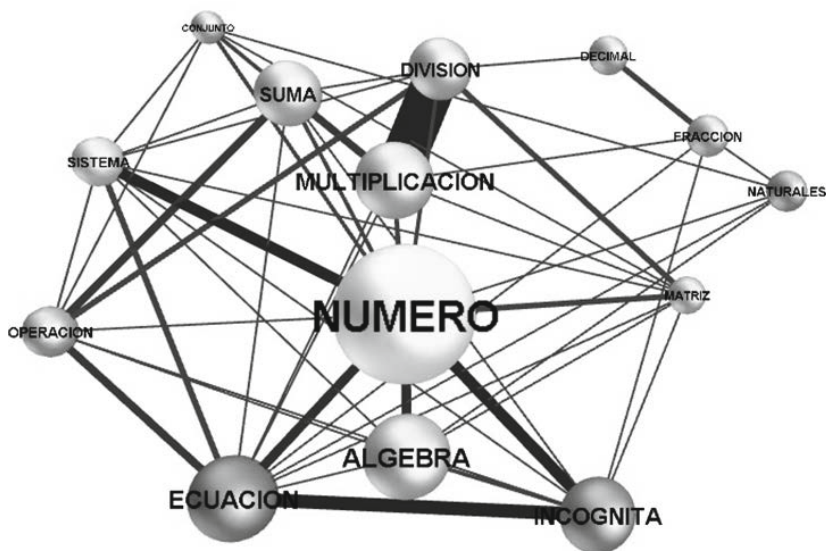 CONJUNTO
DIVISION
DECIMAL
SUMA
FRACCION
SISTEMA
MULTIPLICACION
NATURALES
MATRIZ
NUMERO
OPERACION
ALGEBRA
ECUACION
INCOGNITA